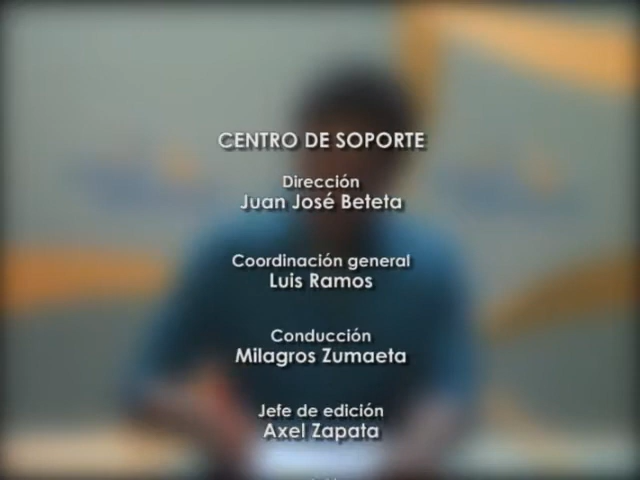 CENTRO DE SOPORTE
Dirección
Juan José Beteta
Coordinación general
Luis Ramos
Conducción
Milagros Zumaeta
Jefe de edición
Axel Zapata